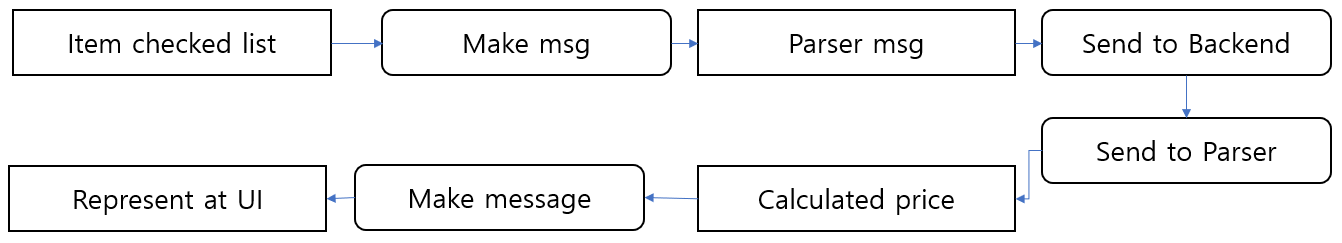 Item checked list
Make msg
Parser msg
Send to Backend
Send to Parser
Calculated price
Make message
Represent at UI